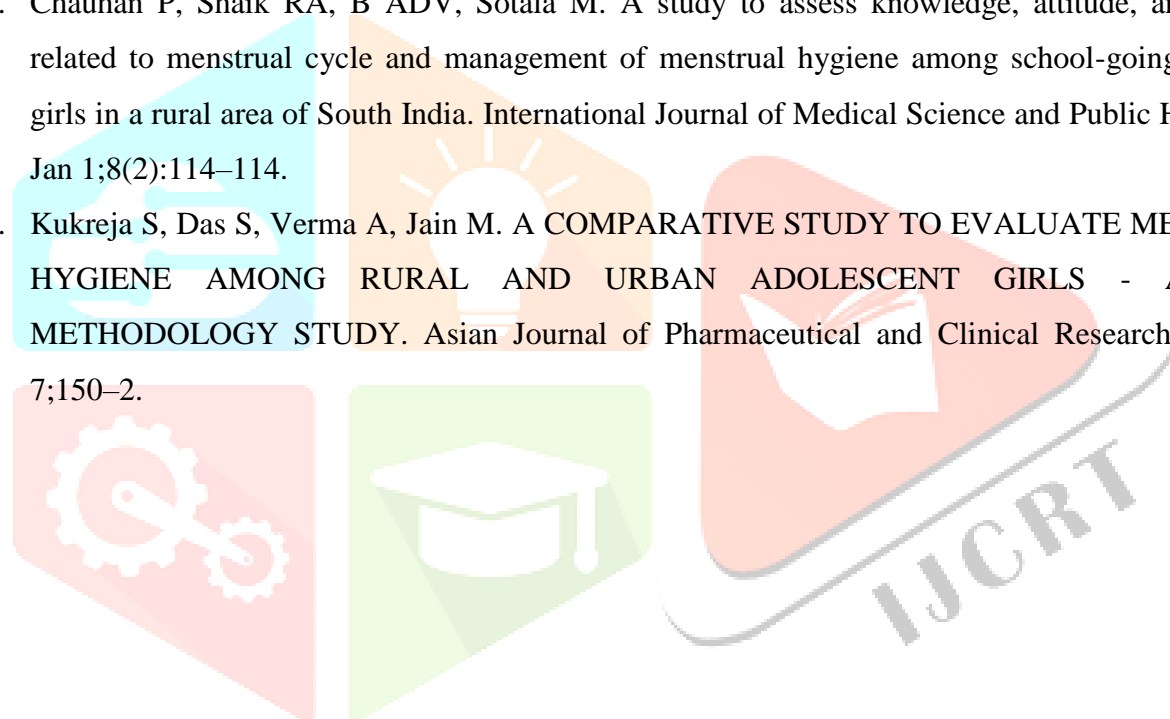 . Chauhan P, Shaik RA, B ADV, Sotala M. A study to assess knowledge, attitude,
related to menstrual cycle and management of menstrual hygiene among school-going
girls in a rural area of South India. International Journal of Medical Science and Public
Jan 1;8(2):114–114.
. Kukreja S, Das S, Verma A, Jain M. A COMPARATIVE STUDY TO EVALUATE
HYGIENE AMONG RURAL AND URBAN ADOLESCENT GIRLS -
METHODOLOGY STUDY. Asian Journal of Pharmaceutical and Clinical Research
7;150–2.
IJCRT